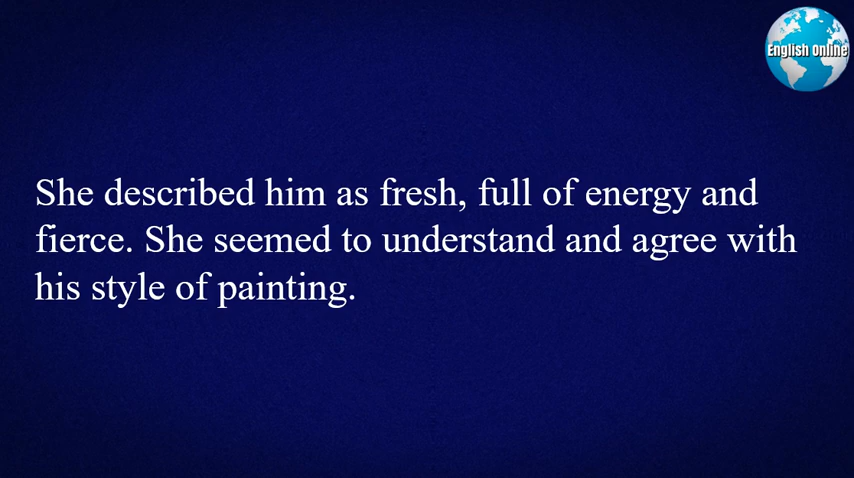 English Online
She described him as fresh, full of energy and
fierce. She seemed to understand and agree with
his style of painting.